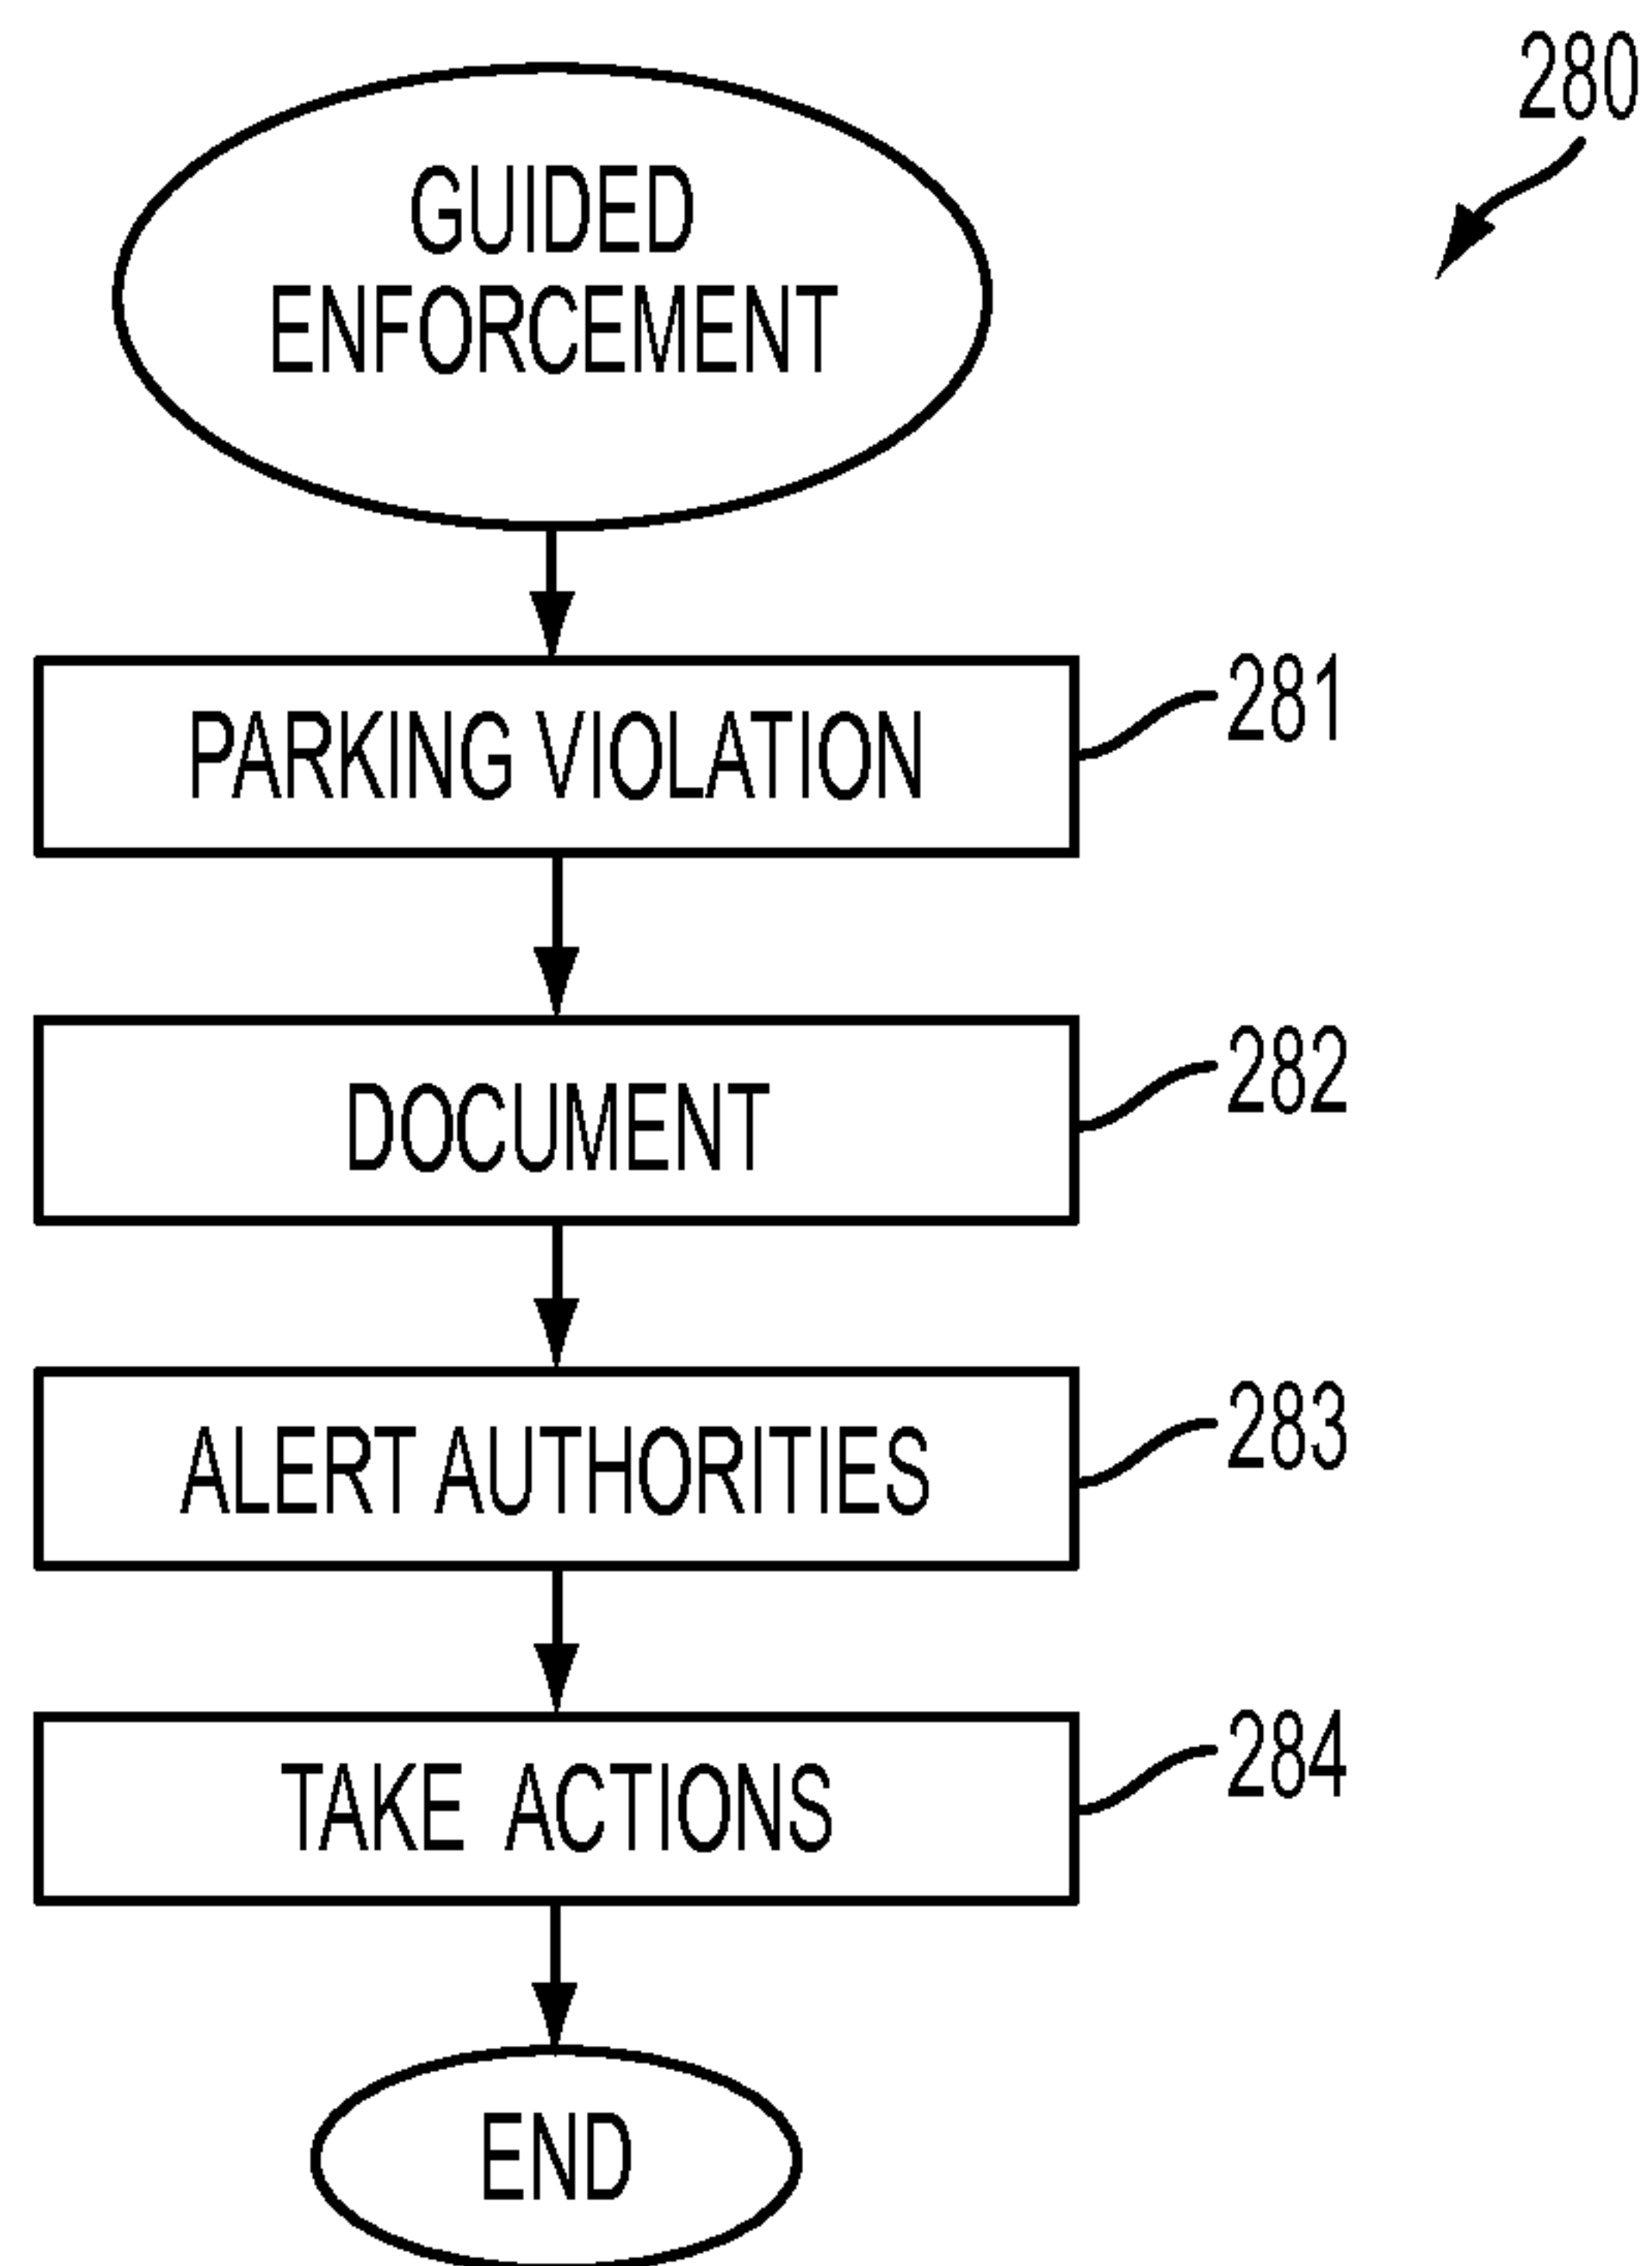 280
GUIDED
ENFORCEMENT
PARKING VIOLATION
281
DOCUMENT
282
ALERT AUTHORITIES
283
TAKE ACTIONS
284
END